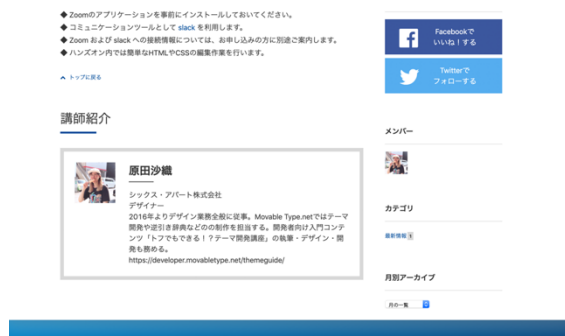 ◆ Zoomのアプリケーションを事前にインストールしておいてください。
◆ コミュニケーションツールとして slack を利用します。
◆ Zoom および slack への接続情報については、お申し込みの方に別途ご案内します。
◆ ハンズオン内では簡単なHTMLやCSSの編集作業を行います。
トップに戻る
講師紹介
原田沙織
シックス・アパート株式会社
デザイナー
2016年よりデザイン業務全般に従事。Movable Type.netではテーマ
開発や逆引き辞典などのの制作を担当する。開発者向け入門コンテ
ンツ「トフでもできる！？テーマ開発講座」の執筆・デザイン・開
発も務める。
https://developer.movabletype.net/themeguide/
Facebookで
いいね！する
Twitterで
フォローする
メンバー
カテゴリ
最新情報
月別アーカイブ
月の一覧